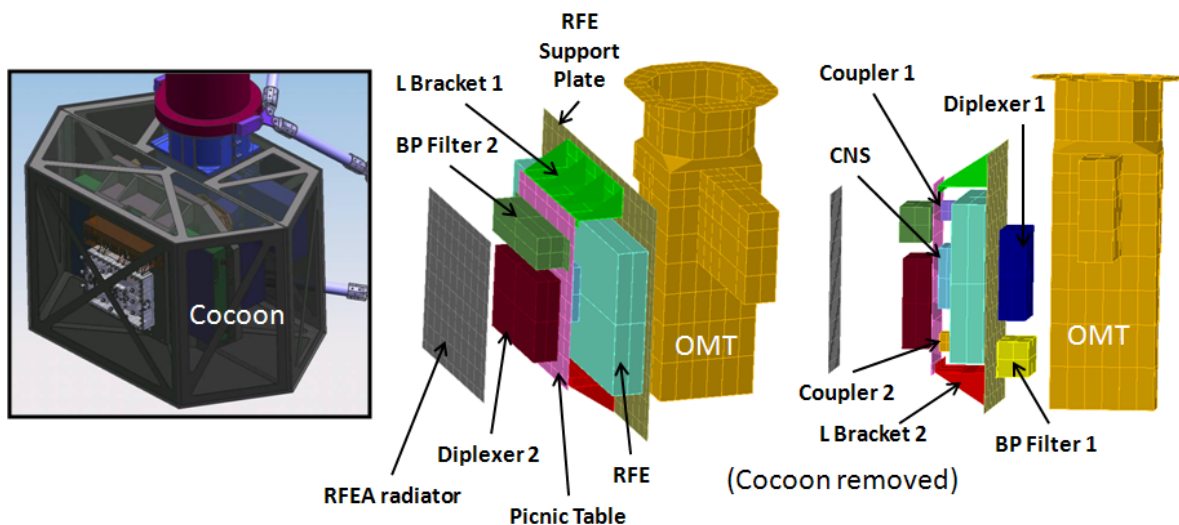 Cocoon
RFE
Support
Plate
L Bracket 1
BP Filter 2
OMT
RFEA radiator
Diplexer 2
Picnic Table
RFE
Coupler 1
Diplexer 1
CNS
OMT
Coupler 2
L Bracket 2
BP Filter 1
(Cocoon removed)